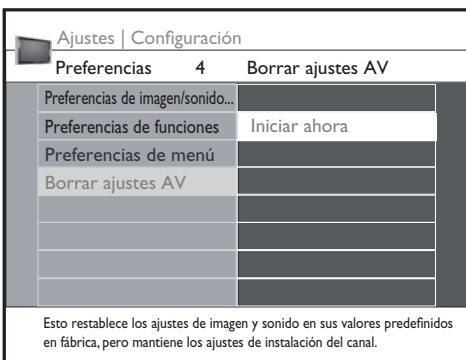 Ajustes | Configuración
Preferencias 4 Borrar ajustes AV
Preferencias de imagen/sonido...
Preferencias de funciones Iniciar ahora
Preferencias de menú
Borrar ajustes AV
Esto restablece los ajustes de imagen y sonido en sus valores predefinidos
en fábrica, pero mantiene los ajustes de instalación del canal.